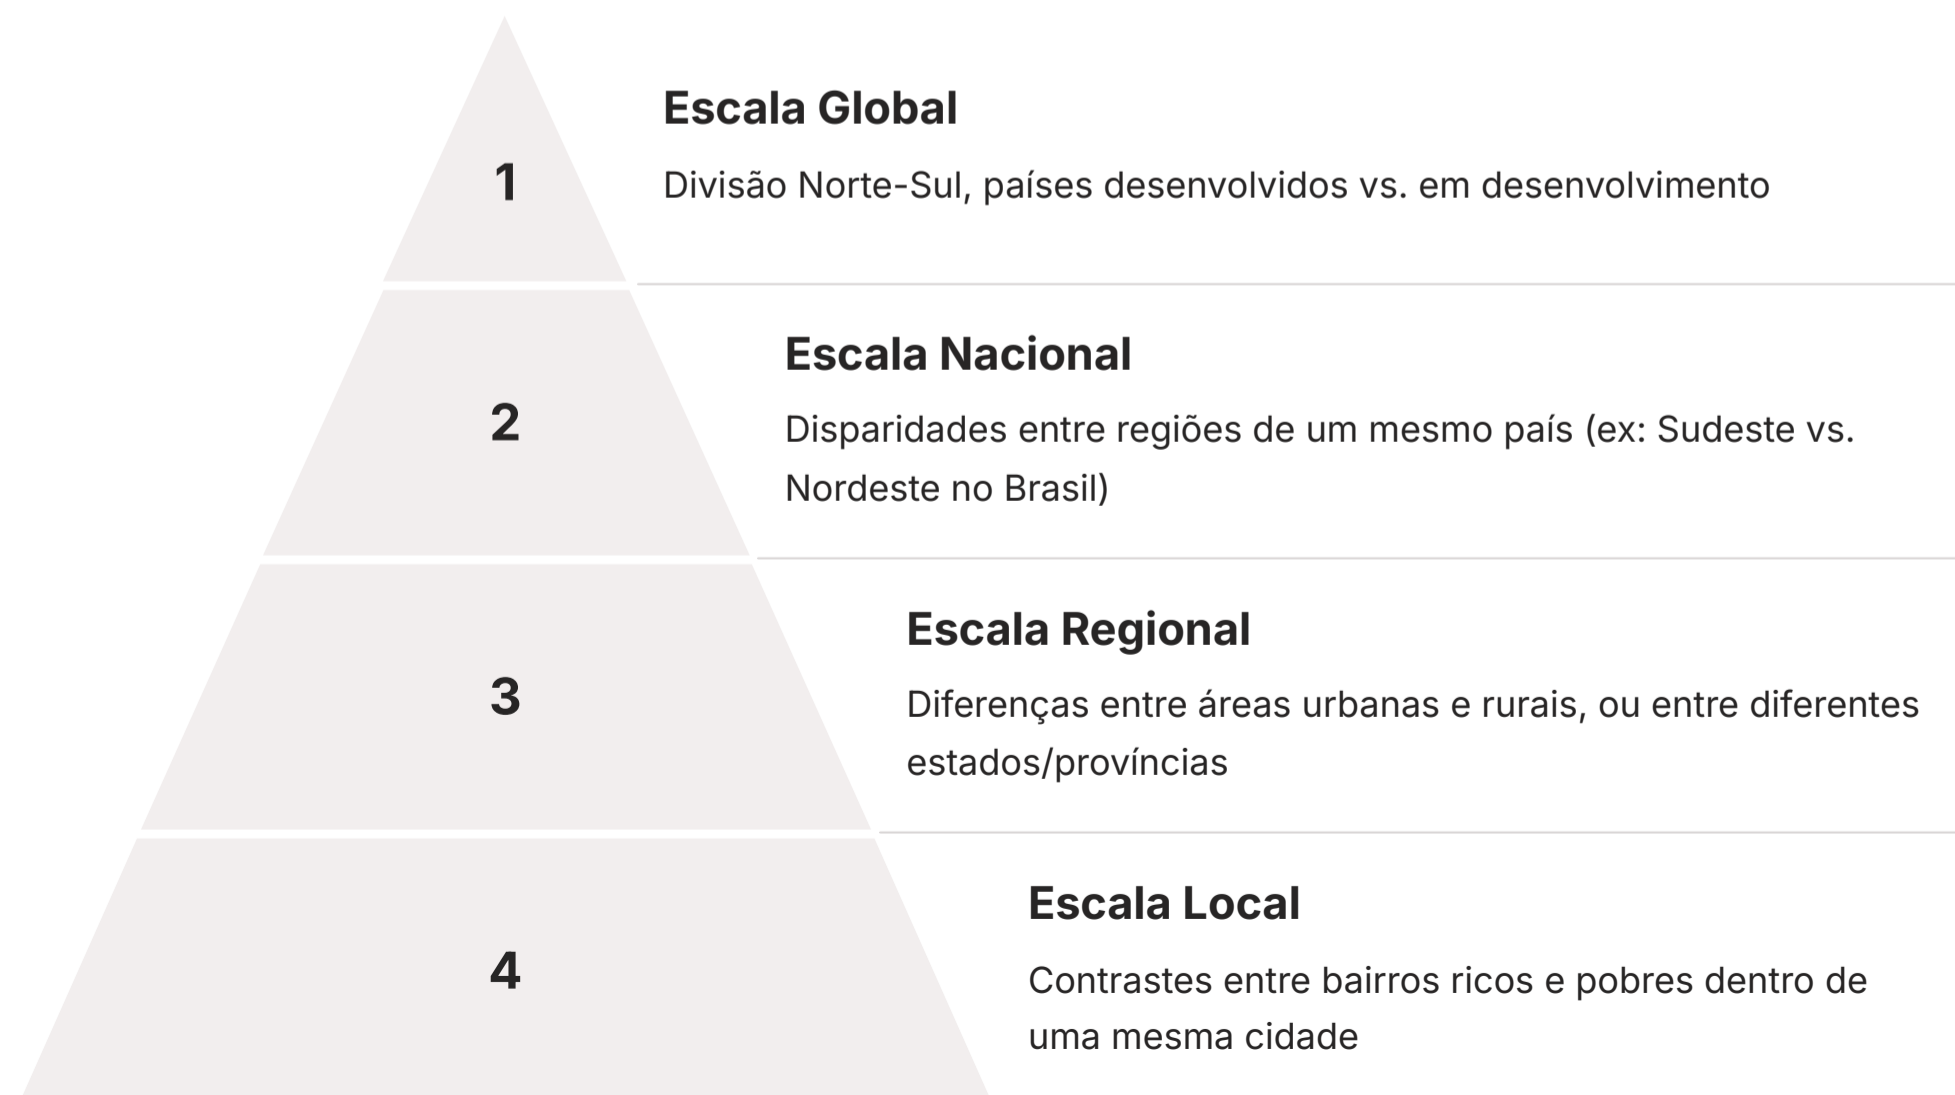 1
Escala Global
Divisão Norte-Sul, países desenvolvidos vs. em desenvolvimento
2
Escala Nacional
Disparidades entre regiões de um mesmo país (ex: Sudeste vs.
Nordeste no Brasil)
3
Escala Regional
Diferenças entre áreas urbanas e rurais, ou entre diferentes
estados/províncias
4
Escala Local
Contrastes entre bairros ricos e pobres dentro de
uma mesma cidade